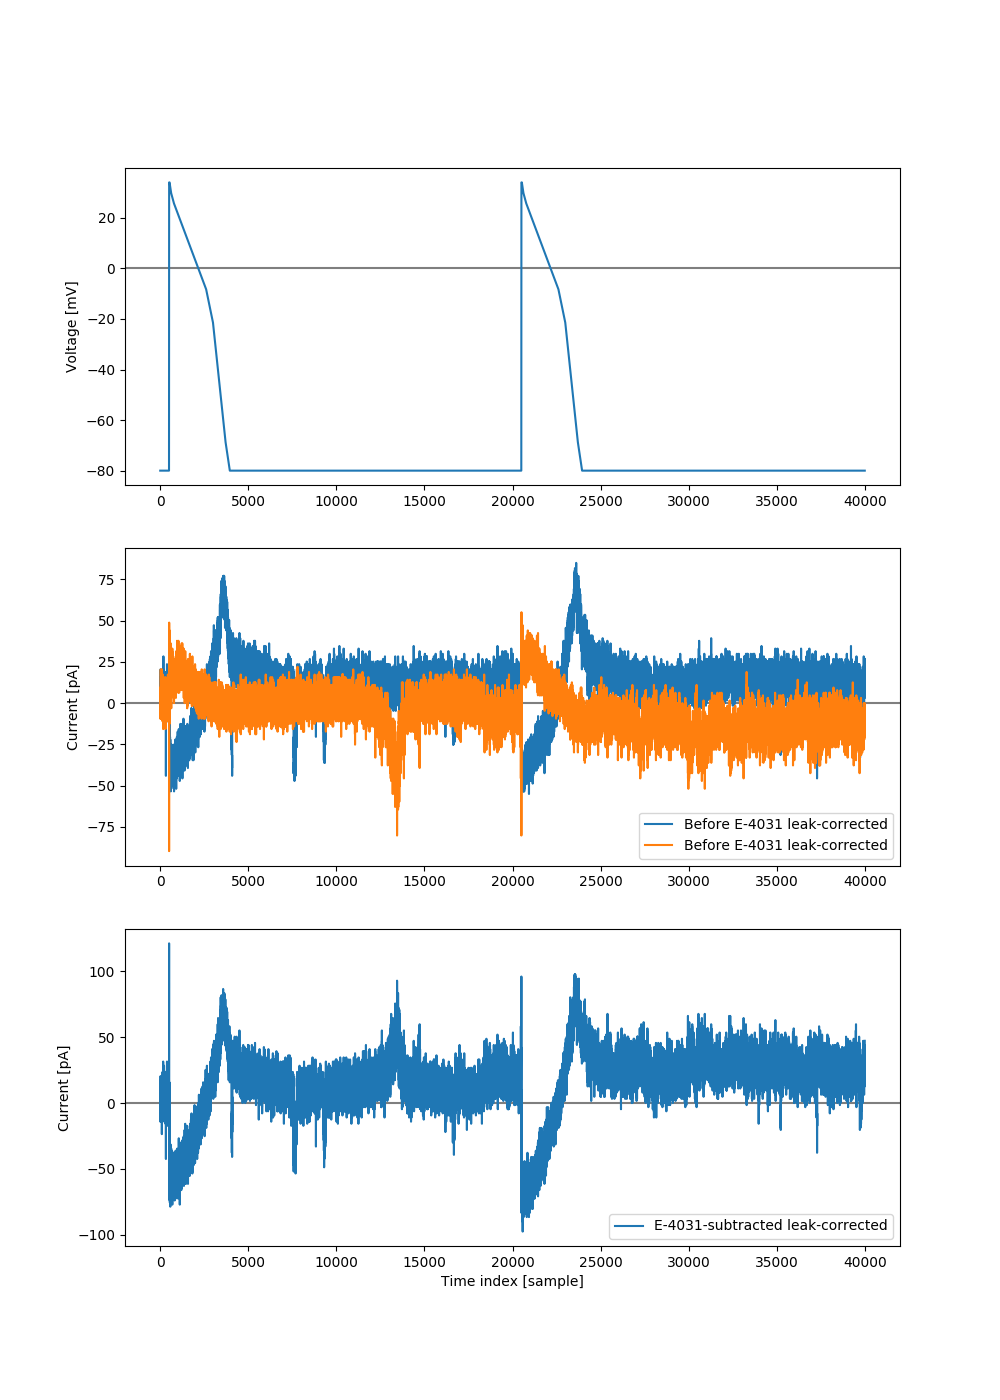 20
0
−20
−40
−60
−80
Voltage [mV]
0 5000 10000 15000 20000 25000 30000 35000 40000
75
50
25
0
−25
−50
−75
Current [pA]
Before E-4031 leak-corrected
Before E-4031 leak-corrected
0 5000 10000 15000 20000 25000 30000 35000 40000
100
50
0
−50
−100
Current [pA]
E-4031-subtracted leak-corrected
0 5000 10000 15000 20000 25000 30000 35000 40000
Time index [sample]